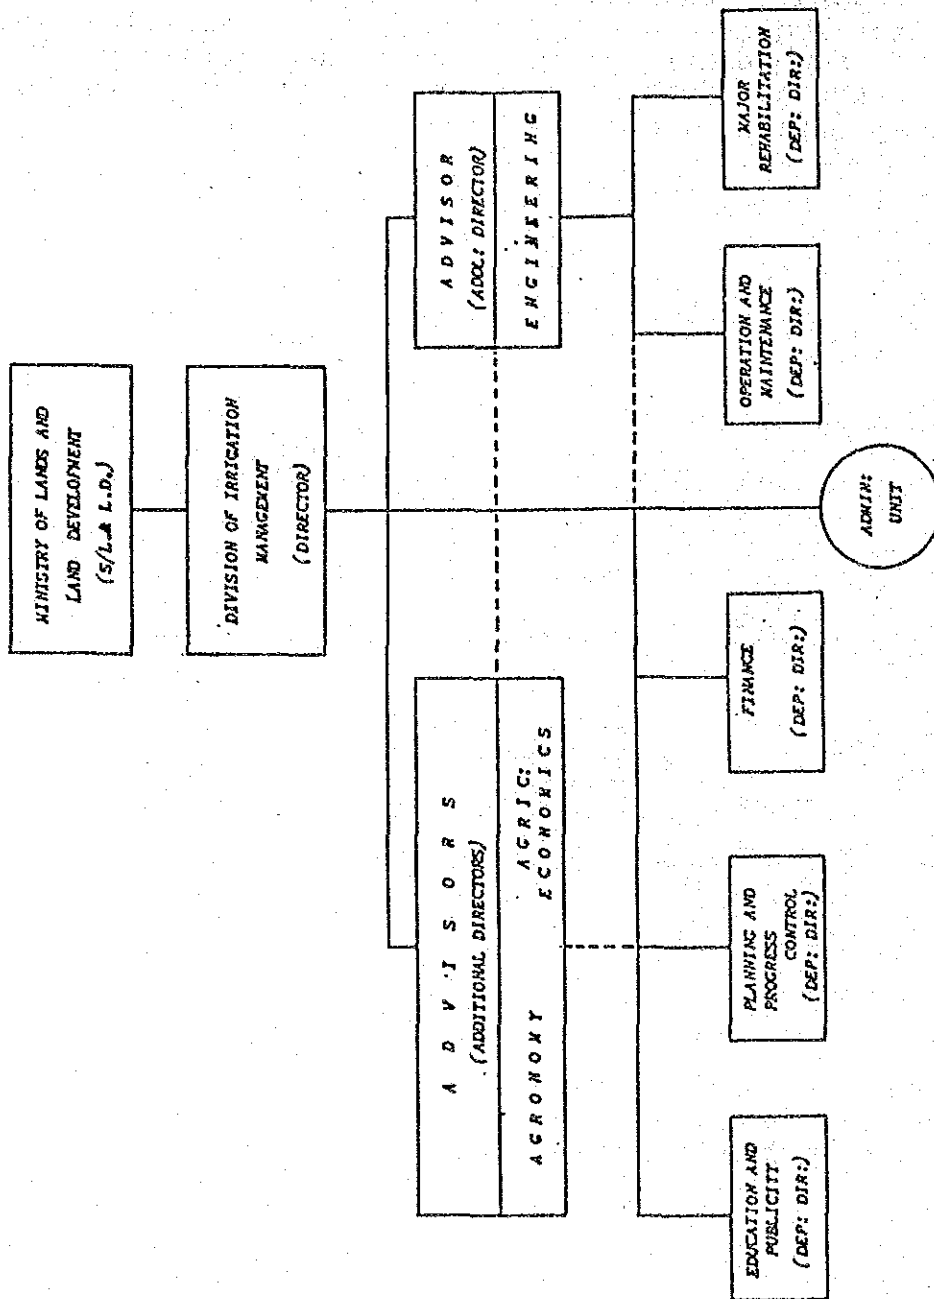 MINISTRY OF LANDS AND
LAND DEVELOPMENT
(S/L.& L.D.)
DIVISION OF IRRIGATION
MANAGEMENT
(DIRECTOR)
A D V I S O R S
(ADDITIONAL DIRECTORS)
A G R O N O M Y
A G R I C:
E C O N O M I C S
A D V I S O R
(ADDL: DIRECTOR)
E N G I N E E R I N G
EDUCATION AND
PUBLICITY
(DEP: DIR:)
PLANNING AND
PROGRESS
CONTROL
(DEP: DIR:)
FINANCE
(DEP: DIR:)
ADMIN:
UNIT
OPERATION AND
MAINTENANCE
(DEP: DIR:)
MAJOR
REHABILITATION
(DEP: DIR:)